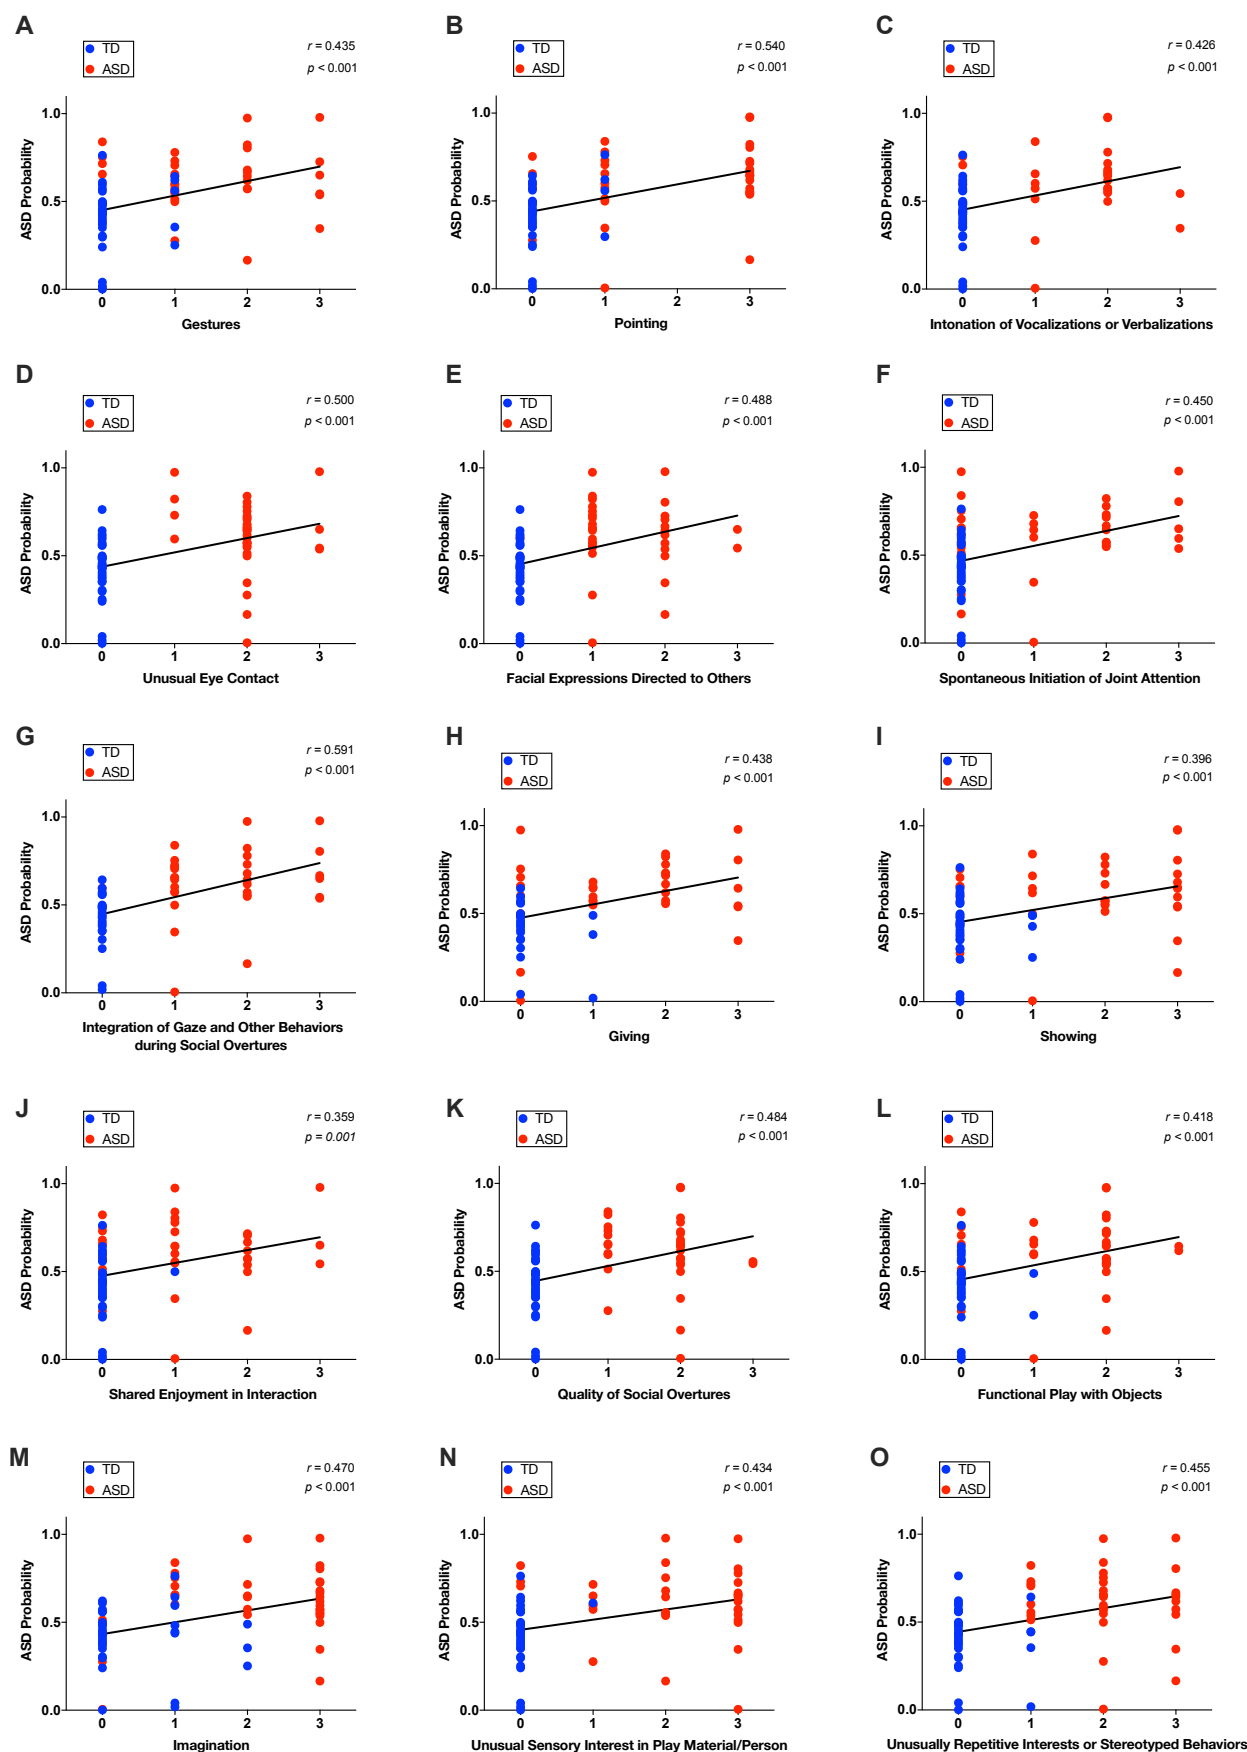 A
TD
ASD
r = 0.435
p < 0.001
ASD Probability
1.0
0.5
0.0
0 1 2 3
Gestures
B
TD
ASD
r = 0.540
p < 0.001
ASD Probability
1.0
0.5
0.0
0 1 2 3
Pointing
C
TD
ASD
r = 0.426
p < 0.001
ASD Probability
1.0
0.5
0.0
0 1 2 3
Intonation of Vocalizations or Verbalizations
D
TD
ASD
r = 0.500
p < 0.001
ASD Probability
1.0
0.5
0.0
0 1 2 3
Unusual Eye Contact
E
TD
ASD
r = 0.488
p < 0.001
ASD Probability
1.0
0.5
0.0
0 1 2 3
Facial Expressions Directed to Others
F
TD
ASD
r = 0.450
p < 0.001
ASD Probability
1.0
0.5
0.0
0 1 2 3
Spontaneous Initiation of Joint Attention
G
TD
ASD
r = 0.591
p < 0.001
ASD Probability
1.0
0.5
0.0
0 1 2 3
Integration of Gaze and Other Behaviors
during Social Overtures
H
TD
ASD
r = 0.438
p < 0.001
ASD Probability
1.0
0.5
0.0
0 1 2 3
Giving
I
TD
ASD
r = 0.396
p < 0.001
ASD Probability
1.0
0.5
0.0
0 1 2 3
Showing
J
TD
ASD
r = 0.359
p = 0.001
ASD Probability
1.0
0.5
0.0
0 1 2 3
Shared Enjoyment in Interaction
K
TD
ASD
r = 0.484
p < 0.001
ASD Probability
1.0
0.5
0.0
0 1 2 3
Quality of Social Overtures
L
TD
ASD
r = 0.418
p < 0.001
ASD Probability
1.0
0.5
0.0
0 1 2 3
Functional Play with Objects
M
TD
ASD
r = 0.470
p < 0.001
ASD Probability
1.0
0.5
0.0
0 1 2 3
Imagination
N
TD
ASD
r = 0.434
p < 0.001
ASD Probability
1.0
0.5
0.0
0 1 2 3
Unusual Sensory Interest in Play Material/Person
O
TD
ASD
r = 0.455
p < 0.001
ASD Probability
1.0
0.5
0.0
0 1 2 3
Unusually Repetitive Interests or Stereotyped Behaviors